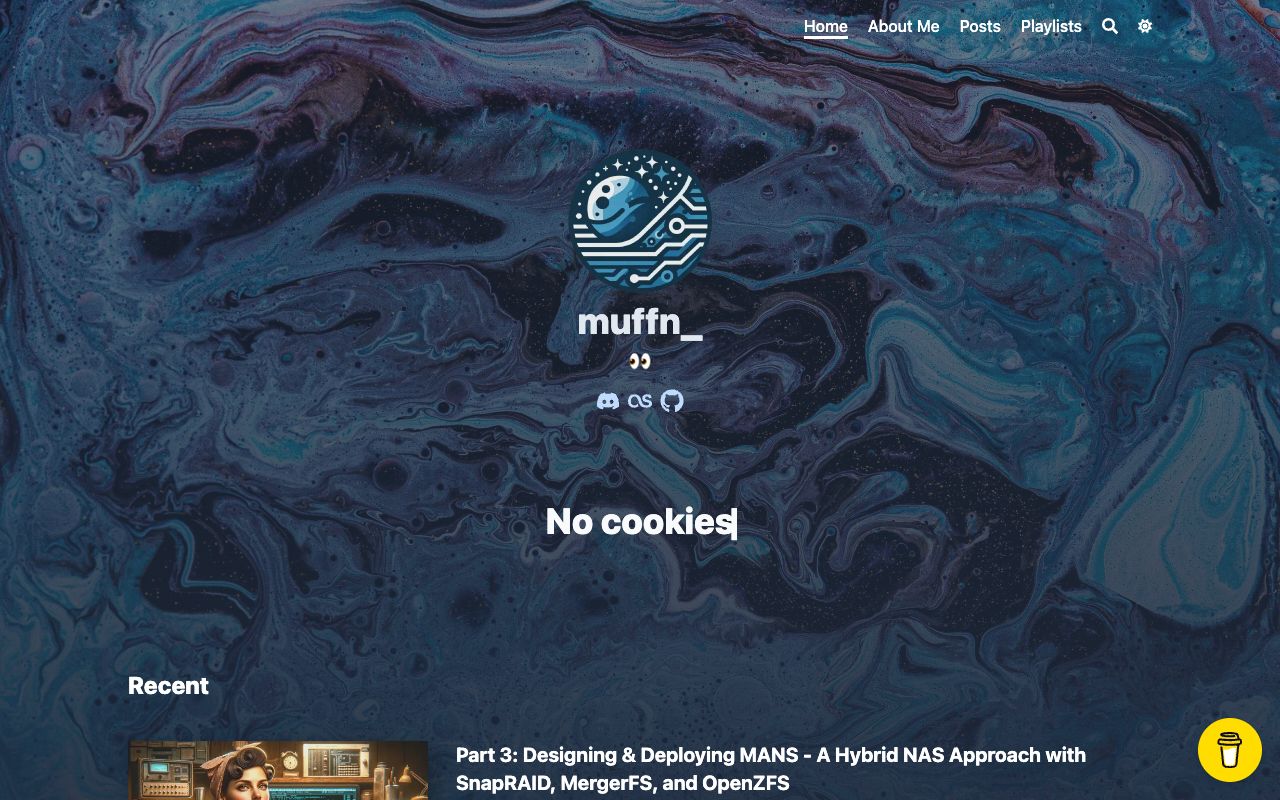 Home About Me Posts Playlists
muffn_
No cookies
Recent
Part 3: Designing & Deploying MANS - A Hybrid NAS Approach with
SnapRAID, MergerFS, and OpenZFS